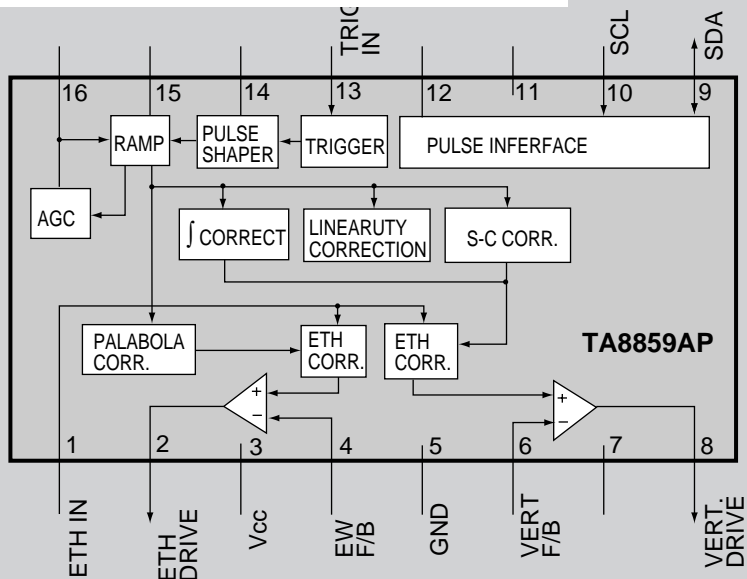 TRIG
IN
SCL
SDA
16 15 14 13 12 11 10 9
RAMP
PULSE
SHAPER
TRIGGER
PULSE INFERFACE
AGC
∫ CORRECT
LINEARUTY
CORRECTION
S-C CORR.
PALABOLA
CORR.
ETH
CORR.
ETH
CORR.
TA8859AP
+
−
+
−
1 2 3 4 5 6 7 8
ETH IN
ETH
DRIVE
Vcc
EW
F/B
GND
VERT
F/B
VERT.
DRIVE